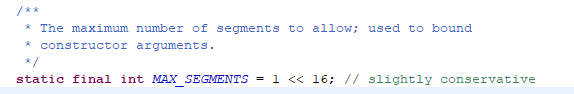 /**
 * The maximum number of segments to allow; used to bound
 * constructor arguments.
 */
static final int MAX_SEGMENTS = 1 << 16; // slightly conservative